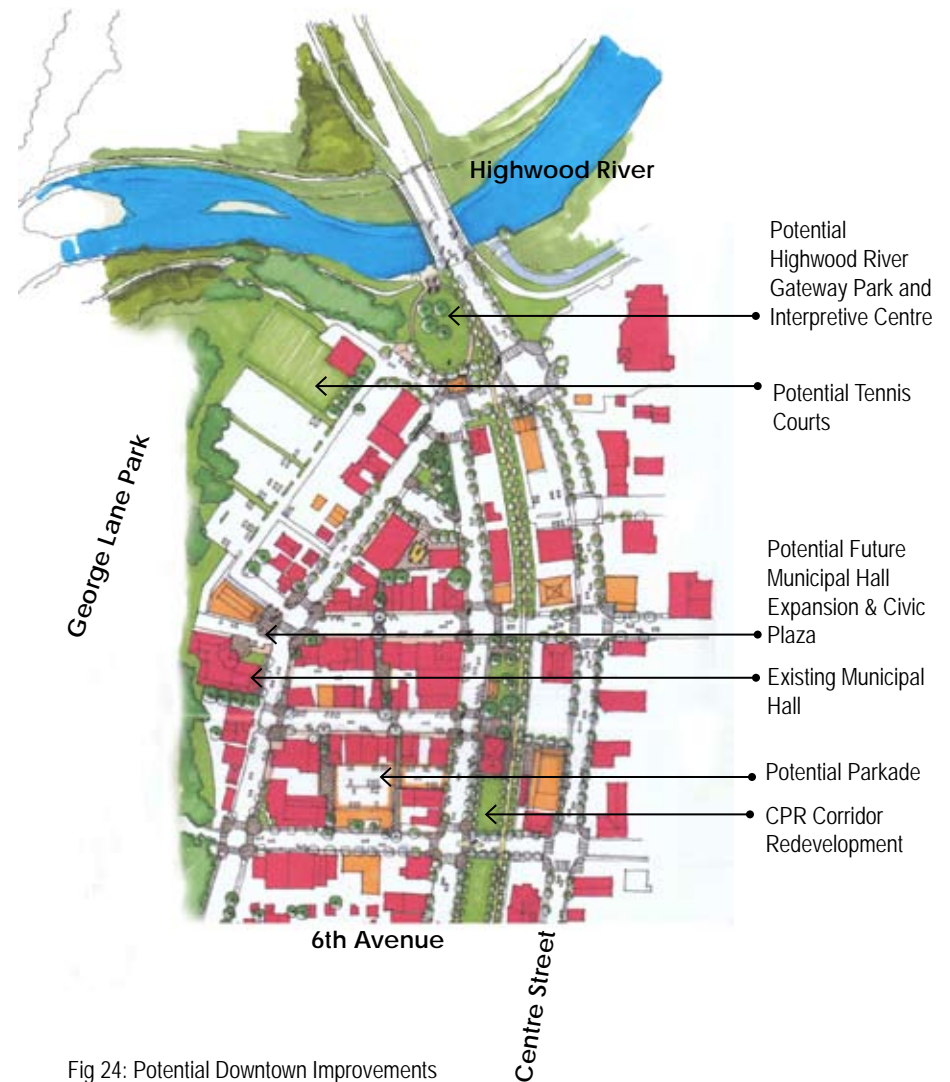 Highwood River
Potential
Highwood River
Gateway Park and
Interpretive Centre
Potential Tennis
Courts
George Lane Park
Potential Future
Municipal Hall
Expansion & Civic
Plaza
Existing Municipal
Hall
Potential Parkade
CPR Corridor
Redevelopment
6th Avenue
Centre Street
Fig 24: Potential Downtown Improvements